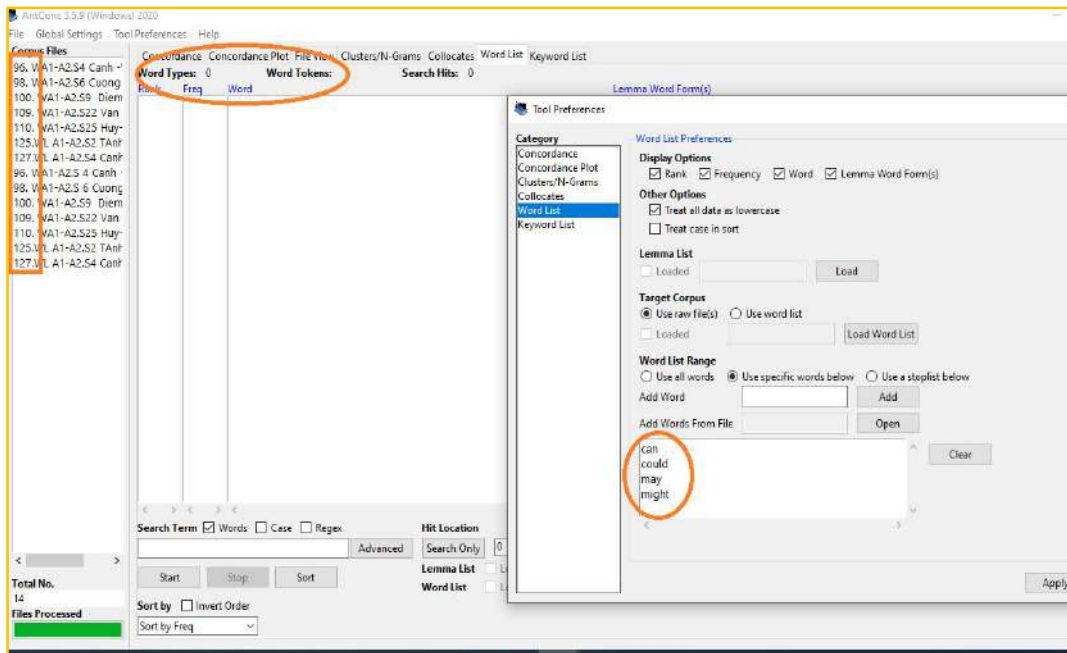 AntConc 3.5.9 (Windows) 2020
File Global Settings Tool Preferences Help
Corpus Files
96. WA1-A2.S4 Canh -
98. WA1-A2.S6 Cuong
100. WA1-A2.S9 Diem
109. WA1-A2.S22 Van
110. WA1-A2.S25 Huy-
125.WL A1-A2.S2 TAnh
127.WL A1-A2.S4 Canh
96. WA1-A2.S 4 Canh -
98. WA1-A2.S 6 Cuong
100. WA1-A2.S9 Diem
109. WA1-A2.S22 Van
110. WA1-A2.S25 Huy-
125.WL A1-A2.S2 TAnh
127.WL A1-A2.S4 Canh
Total No.
14
Files Processed
Concordance Concordance Plot File View Clusters/N-Grams Collocates Word List Keyword List
Word Types: 0 Word Tokens: Search Hits: 0
Rank Freq Word Lemma Word Form(s)
Search Term Words Case Regex Hit Location
Advanced Search Only 0
Start Stop Sort Lemma List
Word List
Sort by Invert Order
Sort by Freq
Tool Preferences
Category
Concordance
Concordance Plot
Clusters/N-Grams
Collocates
Word List
Keyword List
Word List Preferences
Display Options
Rank Frequency Word Lemma Word Form(s)
Other Options
Treat all data as lowercase
Treat case in sort
Lemma List
Loaded Load
Target Corpus
Use raw file(s) Use word list
Loaded Load Word List
Word List Range
Use all words Use specific words below Use a stoplist below
Add Word Add
Add Words From File Open
can
could
may
might
Clear
Apply